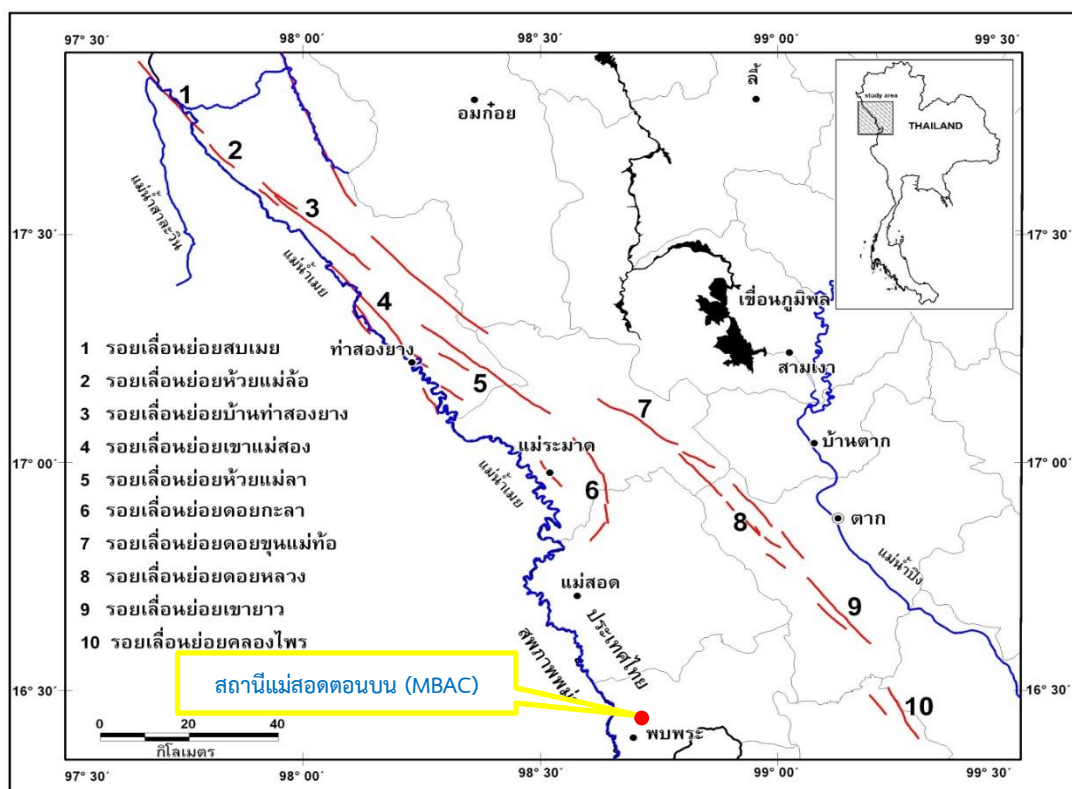 97° 30'
98° 00'
98° 30'
99° 00'
99° 30'
1
2
3
4
5
6
7
8
9
10
อมก๋อย
ลี้
study area
THAILAND
แม่น้ำสาละวิน
17° 30'
17° 30'
แม่น้ำเมย
เขื่อนภูมิพล
ท่าสองยาง
สามเงา
1 รอยเลื่อนย่อยสบเมย
2 รอยเลื่อนย่อยห้วยแม่ล้อ
3 รอยเลื่อนย่อยบ้านท่าสองยาง
4 รอยเลื่อนย่อยเขาแม่สอง
5 รอยเลื่อนย่อยห้วยแม่ลา
6 รอยเลื่อนย่อยดอยกะลา
7 รอยเลื่อนย่อยดอยขุนแม่ท้อ
8 รอยเลื่อนย่อยดอยหลวง
9 รอยเลื่อนย่อยเขายาว
10 รอยเลื่อนย่อยคลองไพร
17° 00'
17° 00'
แม่ระมาด
บ้านตาก
แม่น้ำเมย
ตาก
แม่น้ำปิง
แม่สอด
ประเทศไทย
สถานีแม่สอดตอนบน (MBAC)
16° 30'
16° 30'
พบพระ
0 20 40
กิโลเมตร
97° 30'
98° 00'
98° 30'
99° 00'
99° 30'